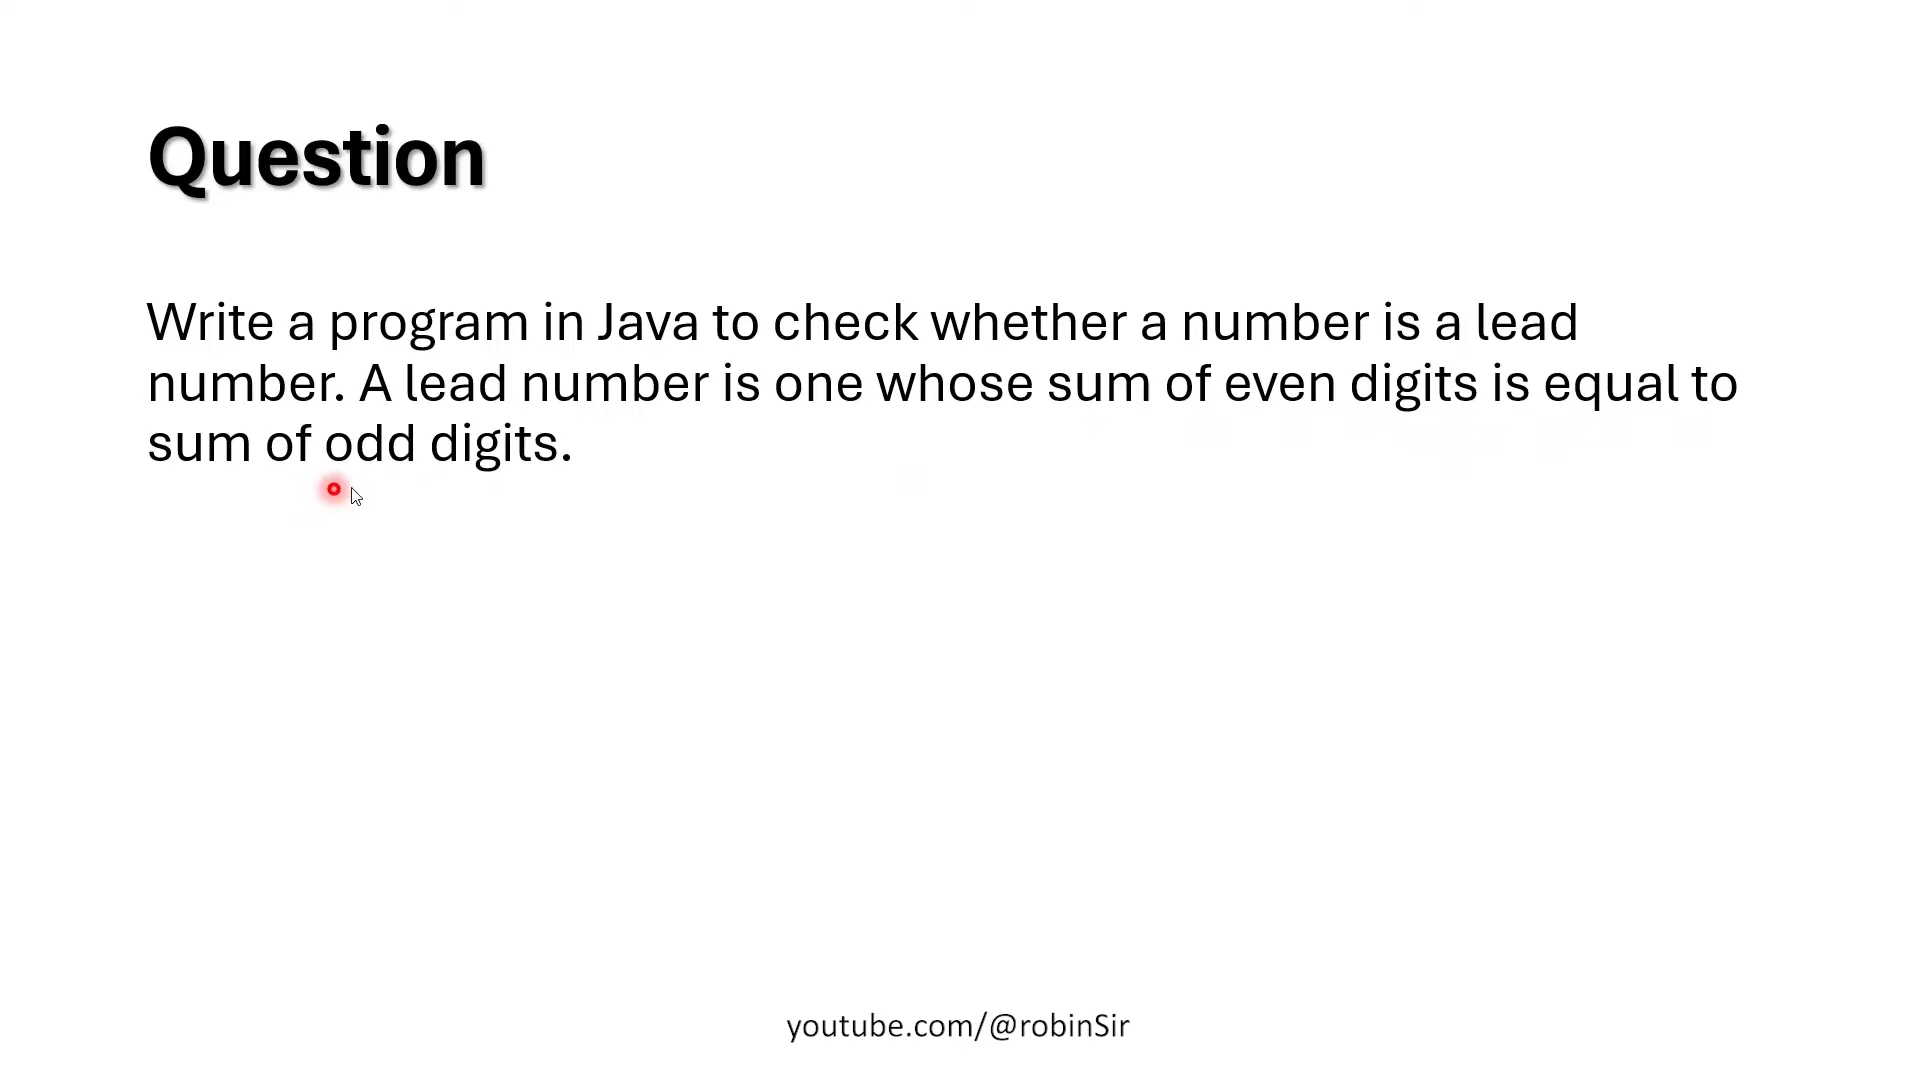 Question
Write a program in Java to check whether a number is a lead
number. A lead number is one whose sum of even digits is equal to
sum of odd digits.
youtube.com/@robinSir